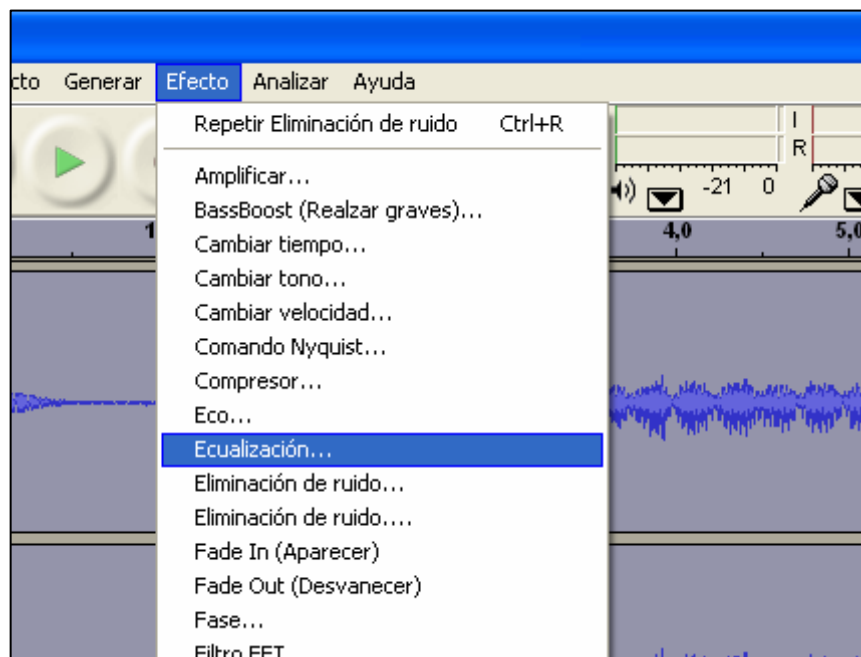 cto Generar Efecto Analizar Ayuda
Repetir Eliminación de ruido Ctrl+R
I
R
Amplificar...
-21 0
BassBoost (Realzar graves)...
1 4,0 5,0
Cambiar tiempo...
Cambiar tono...
Cambiar velocidad...
Comando Nyquist...
Compresor...
Eco...
Ecualización...
Eliminación de ruido...
Eliminación de ruido....
Fade In (Aparecer)
Fade Out (Desvanecer)
Fase...
Filtro FFT